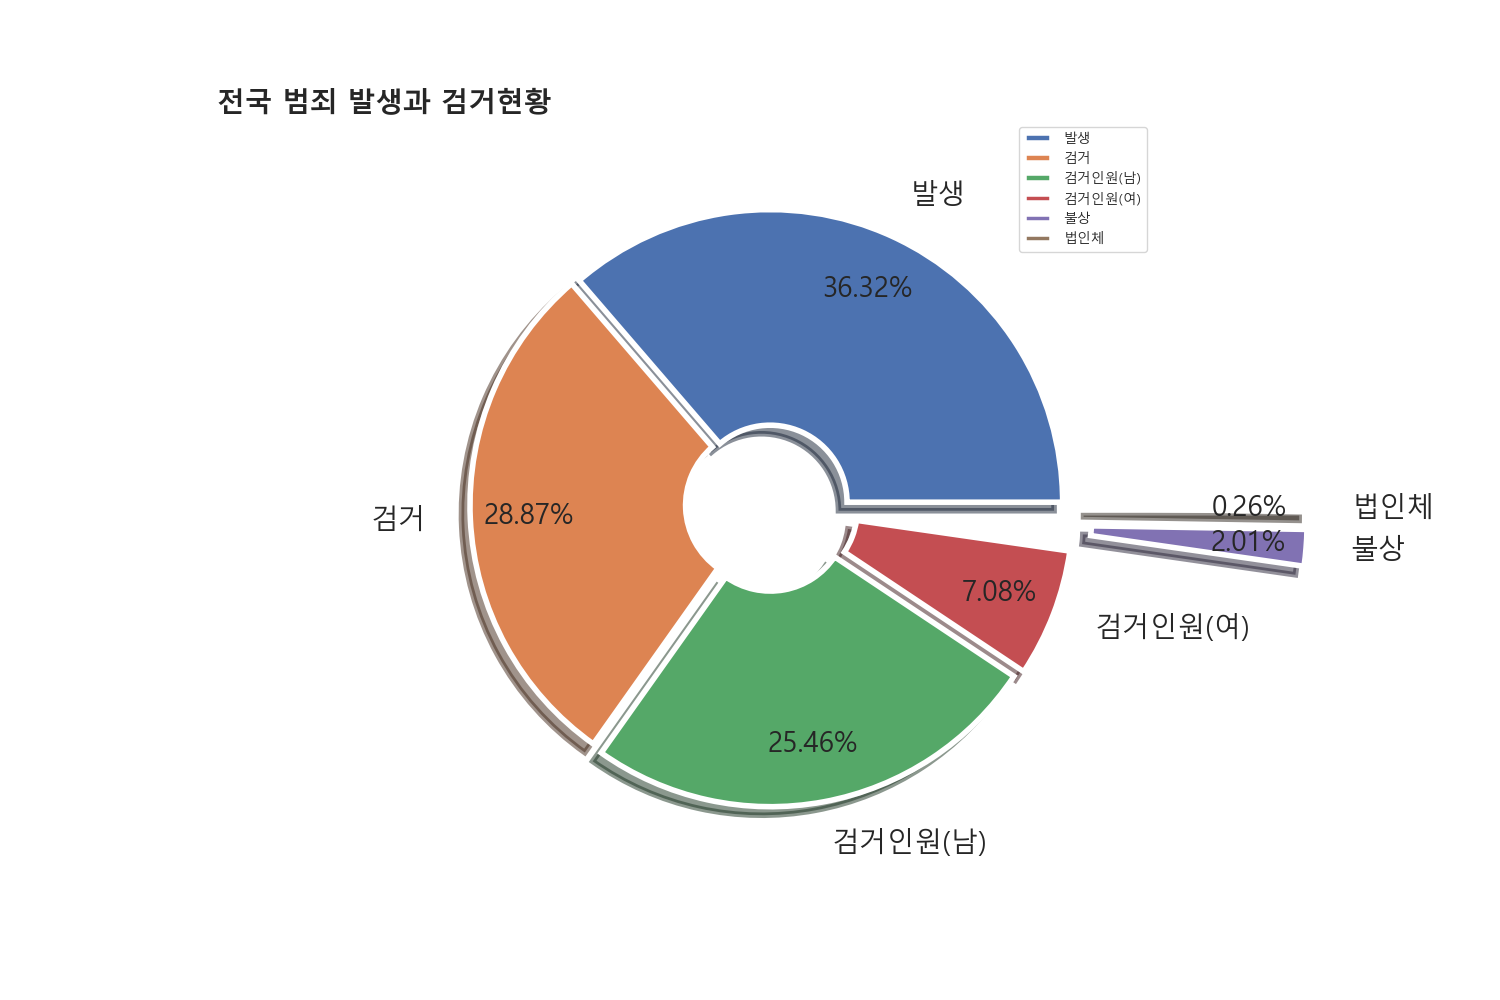 전국 범죄 발생과 검거현황
발생
검거
검거인원(남)
검거인원(여)
불상
법인체
발생
36.32%
검거
28.87%
0.26%
법인체
2.01%
불상
7.08%
검거인원(여)
25.46%
검거인원(남)